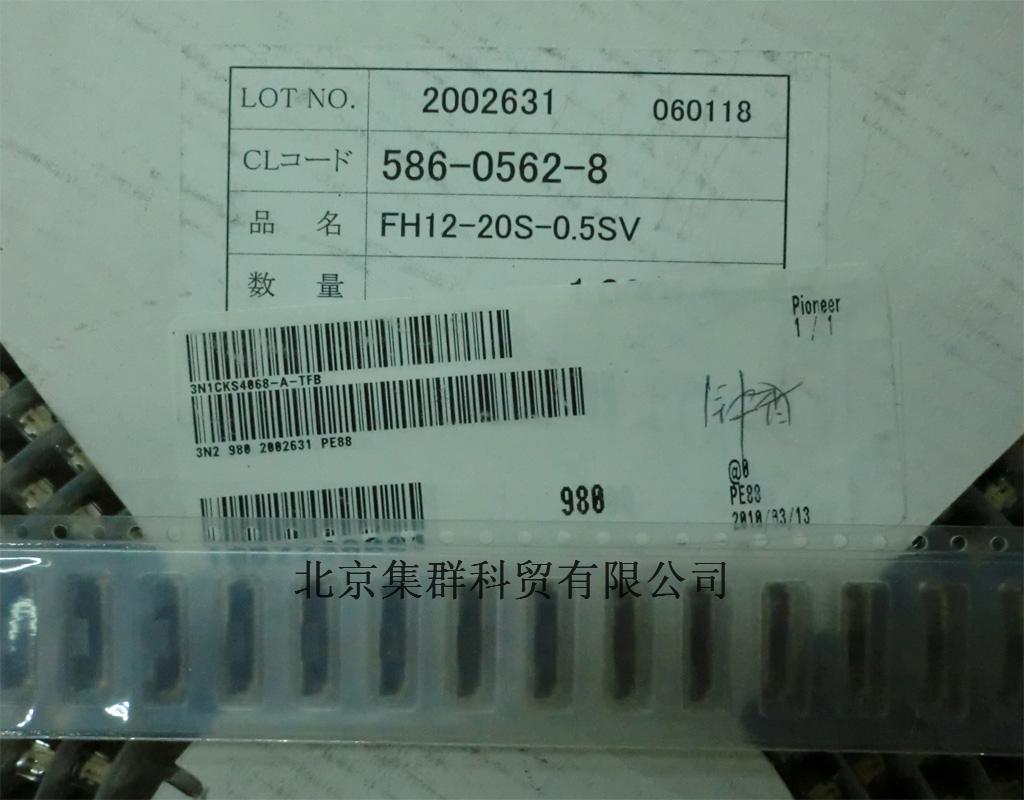 LOT NO. 2002631 060118
CLコード 586-0562-8
品 名 FH12-20S-0.5SV
数 量
Pioneer
1 / 1
3N1CKS4068-A-TFB
3N2 980 2002631 PE88
@0
980
2010/03/13
北京集群科贸有限公司